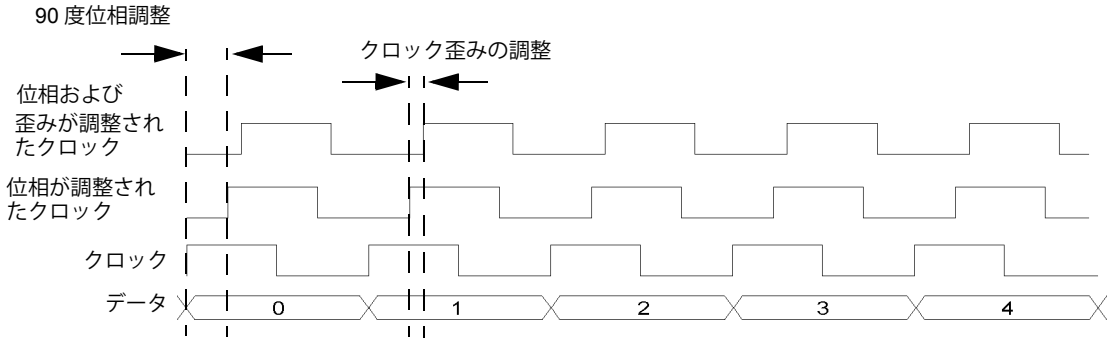 90 度位相調整
クロック歪みの調整
位相および
歪みが調整され
たクロック
位相が調整され
たクロック
クロック
データ
0 1 2 3 4